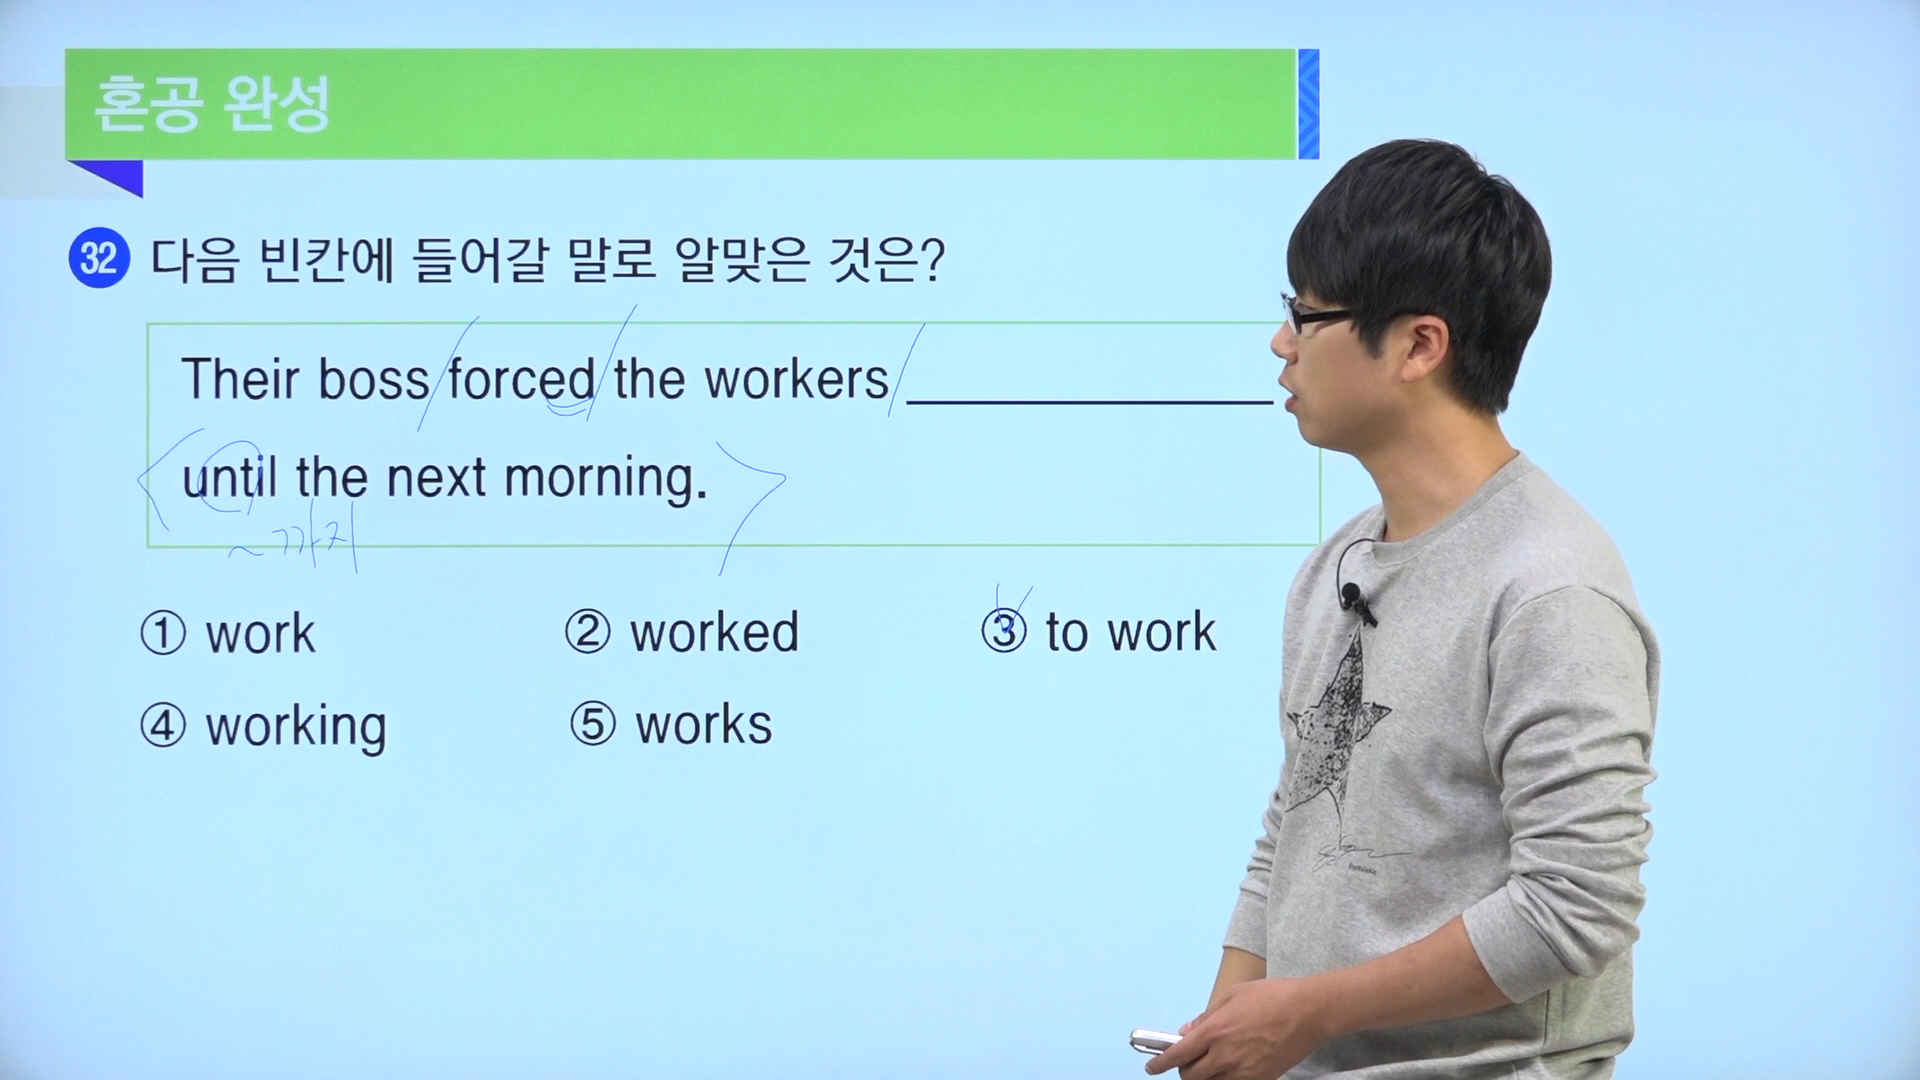 혼공 완성
32 다음 빈칸에 들어갈 말로 알맞은 것은?
Their boss forced the workers ____________
until the next morning.
~까지
① work ② worked ③ to work
④ working ⑤ works